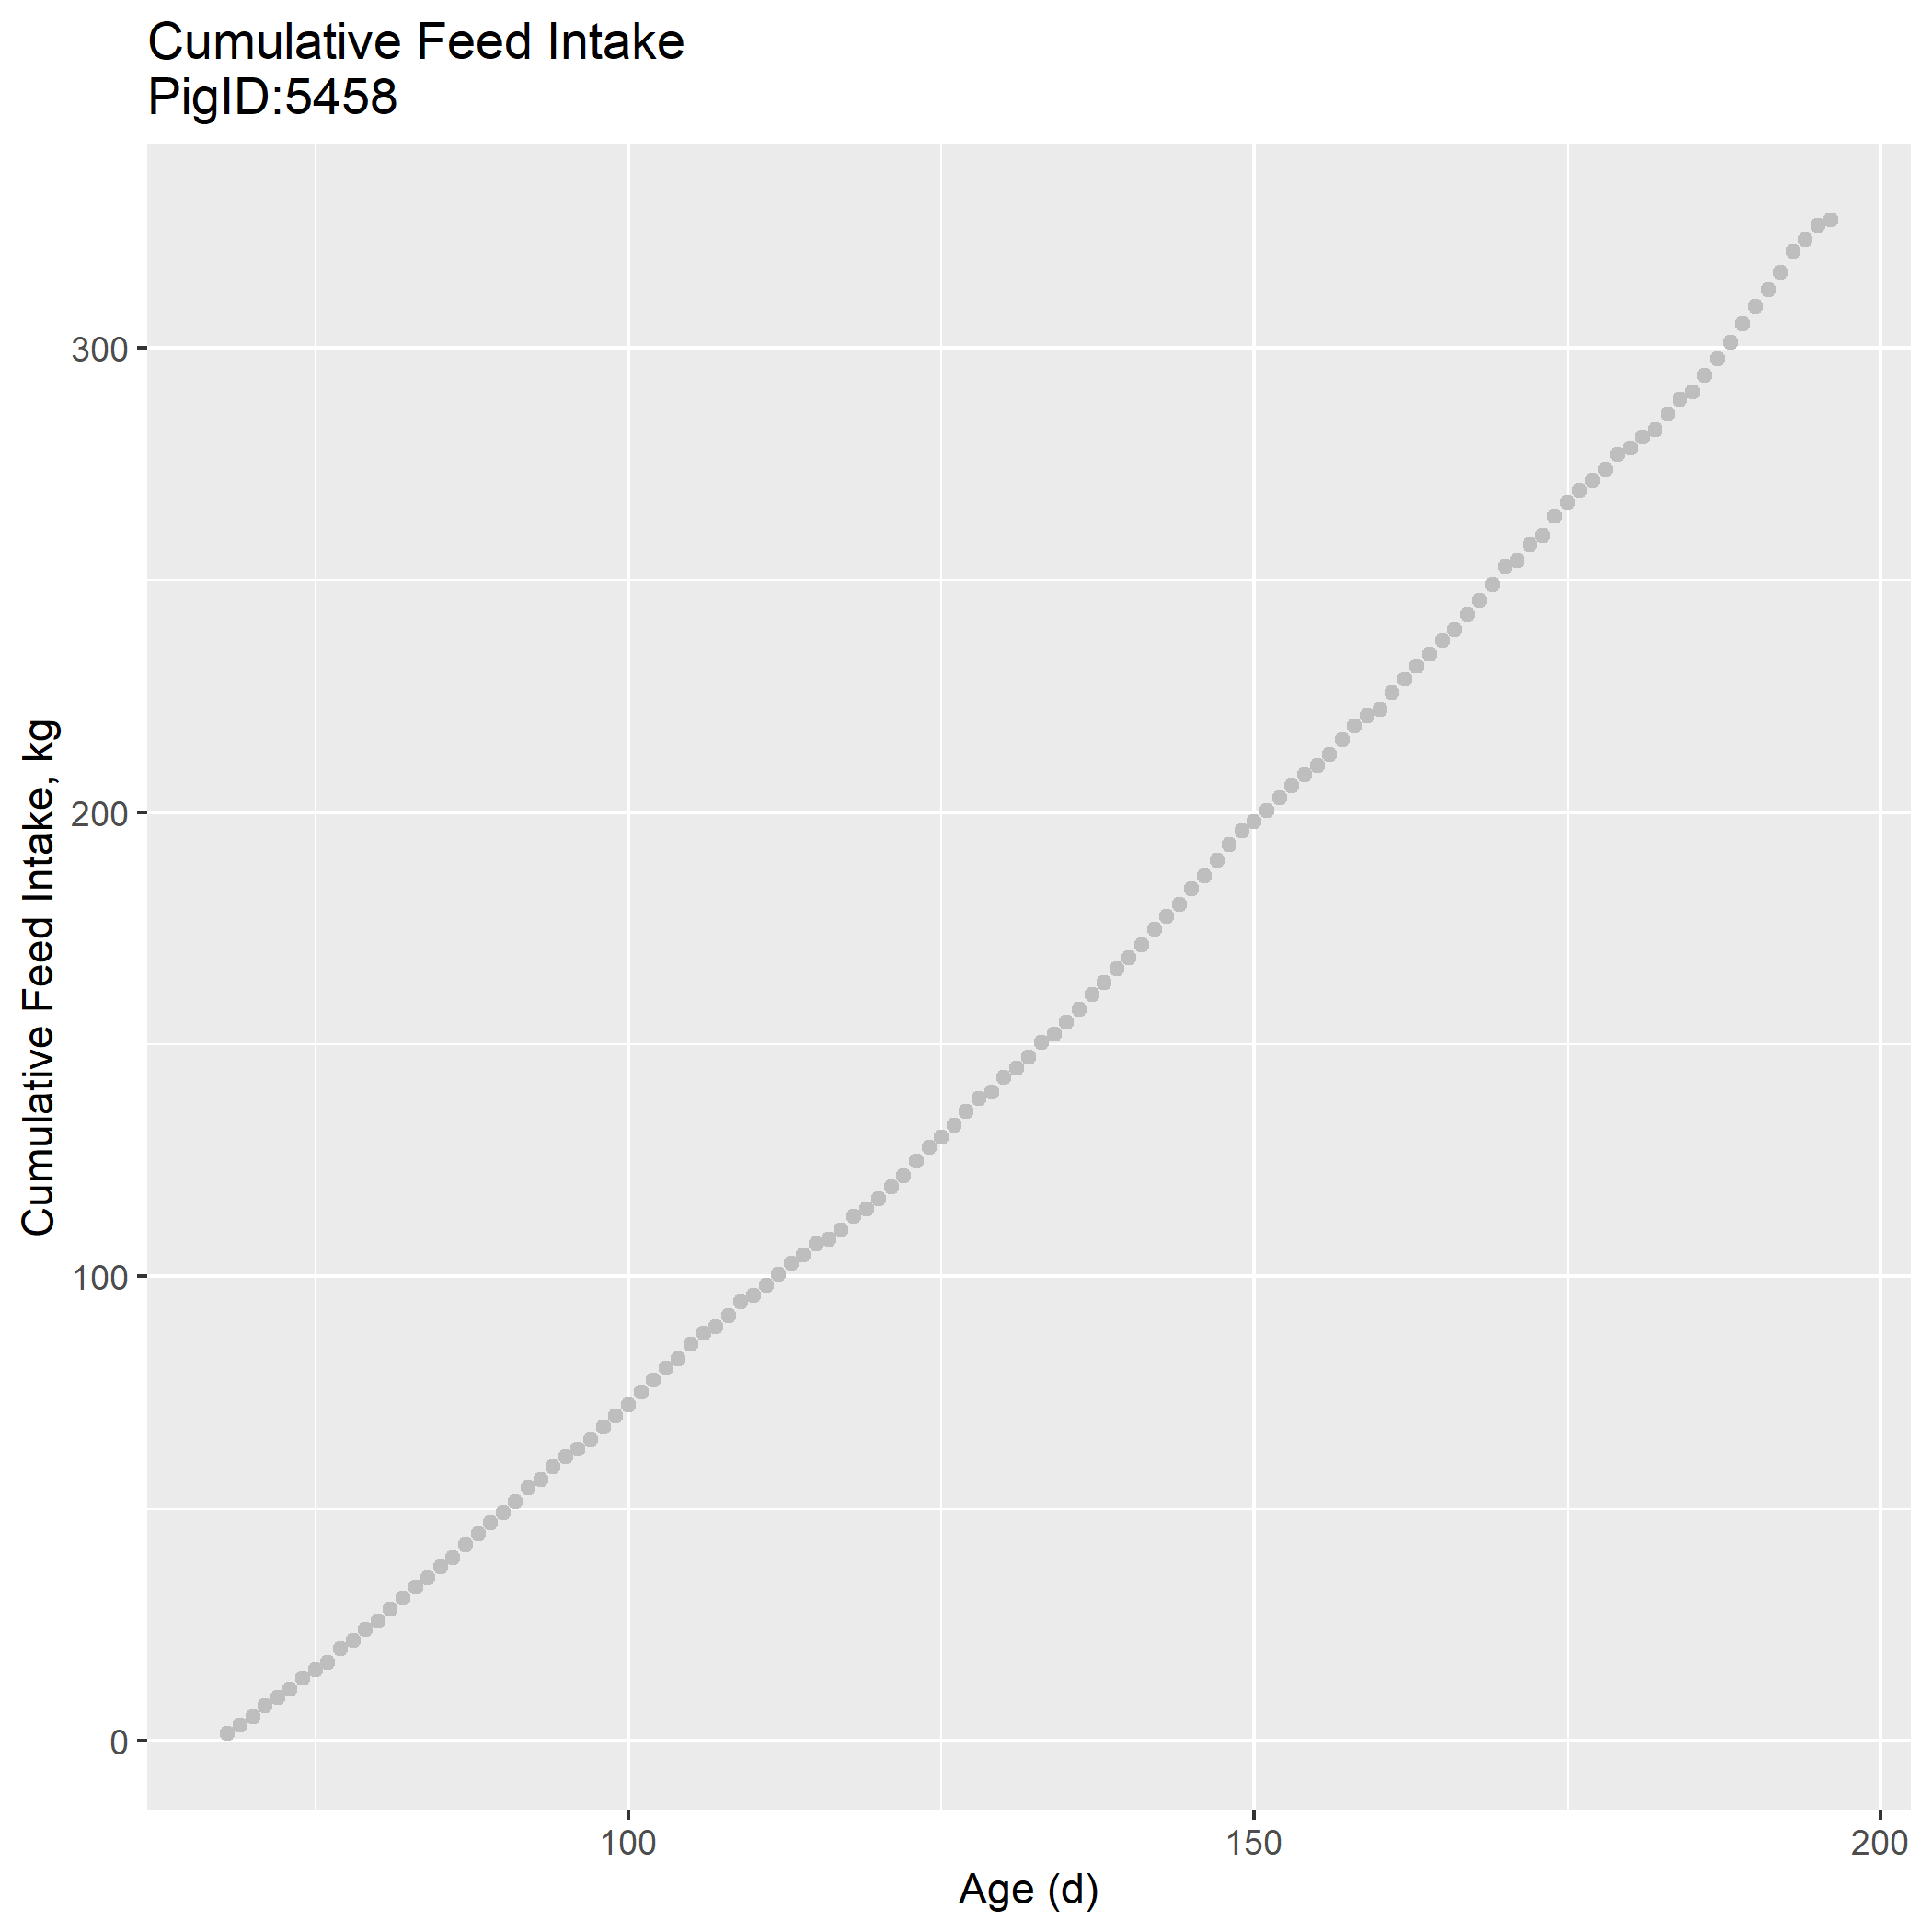 Cumulative Feed Intake
PigID:5458
Cumulative Feed Intake, kg
300
200
100
0
100
150
200
Age (d)